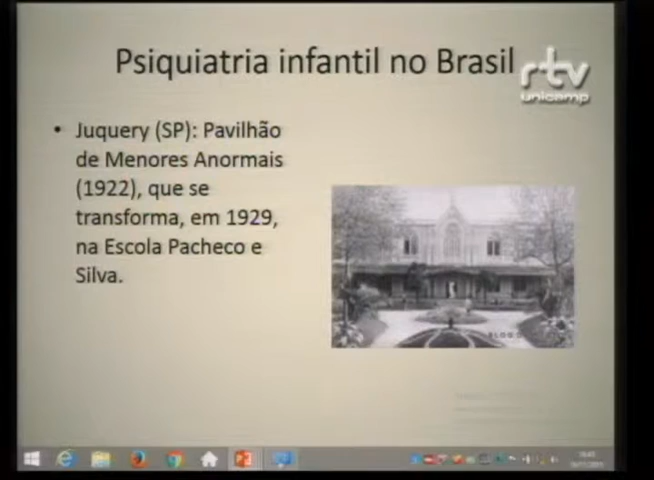 Psiquiatria infantil no Brasil
rtv
unicamp
• Juquery (SP): Pavilhão
de Menores Anormais
(1922), que se
transforma, em 1929,
na Escola Pacheco e
Silva.